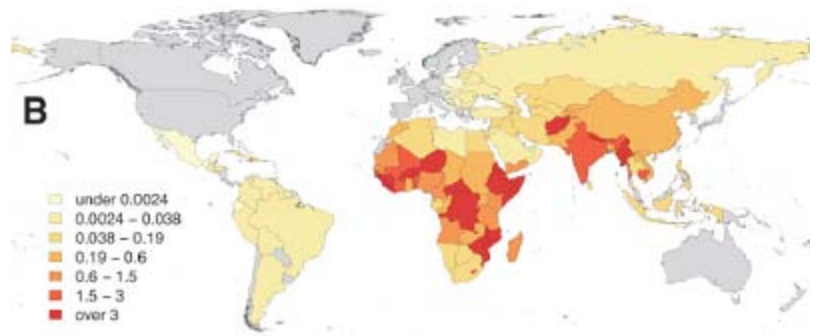 B
under 0.0024
0.0024 – 0.038
0.038 – 0.19
0.19 – 0.6
0.6 – 1.5
1.5 – 3
over 3